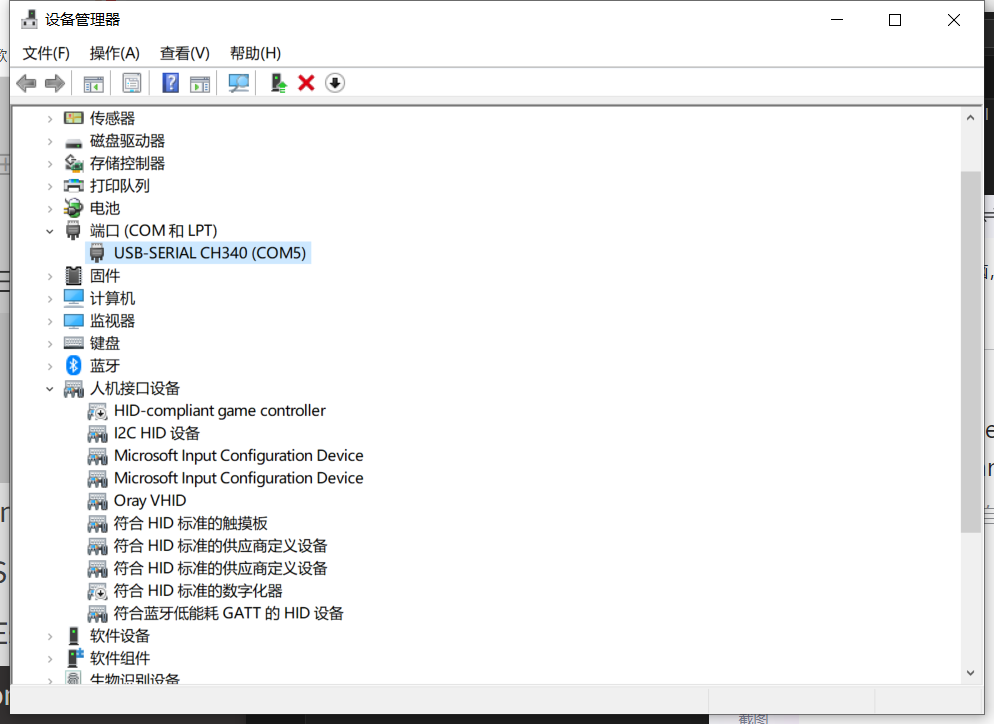 设备管理器
文件(F) 操作(A) 查看(V) 帮助(H)
传感器
磁盘驱动器
存储控制器
打印队列
电池
端口 (COM 和 LPT)
USB-SERIAL CH340 (COM5)
固件
计算机
监视器
键盘
蓝牙
人机接口设备
HID-compliant game controller
I2C HID 设备
Microsoft Input Configuration Device
Microsoft Input Configuration Device
Oray VHID
符合 HID 标准的触摸板
符合 HID 标准的供应商定义设备
符合 HID 标准的供应商定义设备
符合 HID 标准的数字化器
符合蓝牙低能耗 GATT 的 HID 设备
软件设备
软件组件
生物识别设备
截图